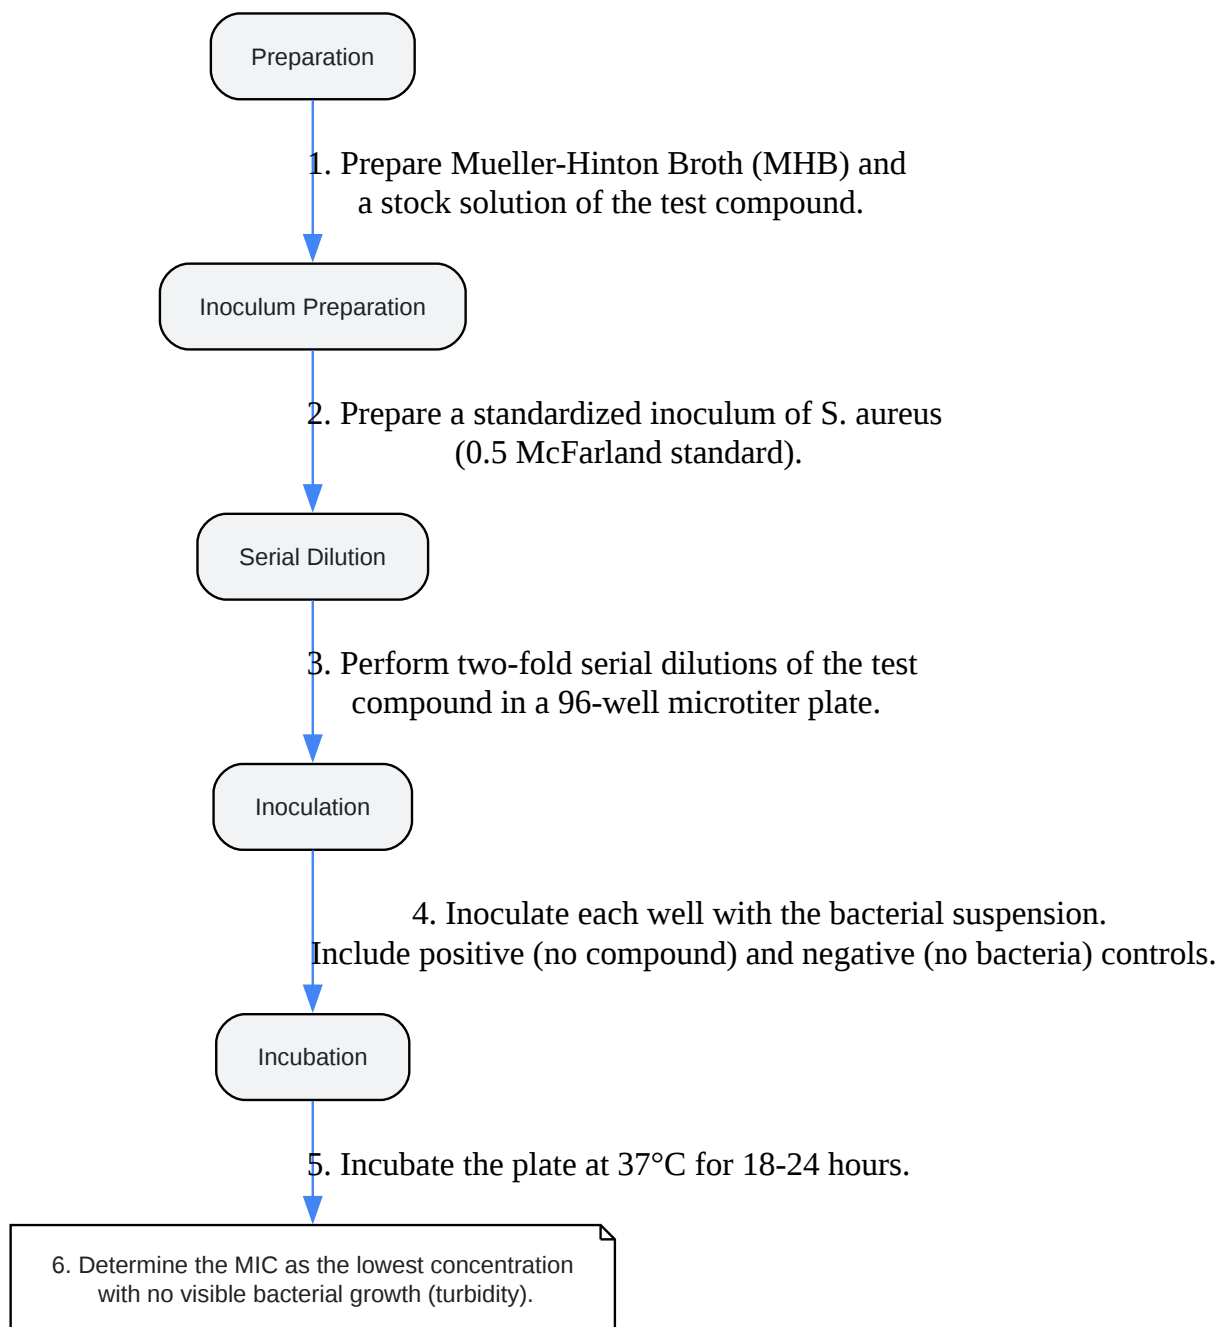 Preparation
1. Prepare Mueller-Hinton Broth (MHB) and
a stock solution of the test compound.
Inoculum Preparation
2. Prepare a standardized inoculum of S. aureus
(0.5 McFarland standard).
Serial Dilution
3. Perform two-fold serial dilutions of the test
compound in a 96-well microtiter plate.
Inoculation
4. Inoculate each well with the bacterial suspension.
Include positive (no compound) and negative (no bacteria) controls.
Incubation
5. Incubate the plate at 37°C for 18-24 hours.
6. Determine the MIC as the lowest concentration
with no visible bacterial growth (turbidity).